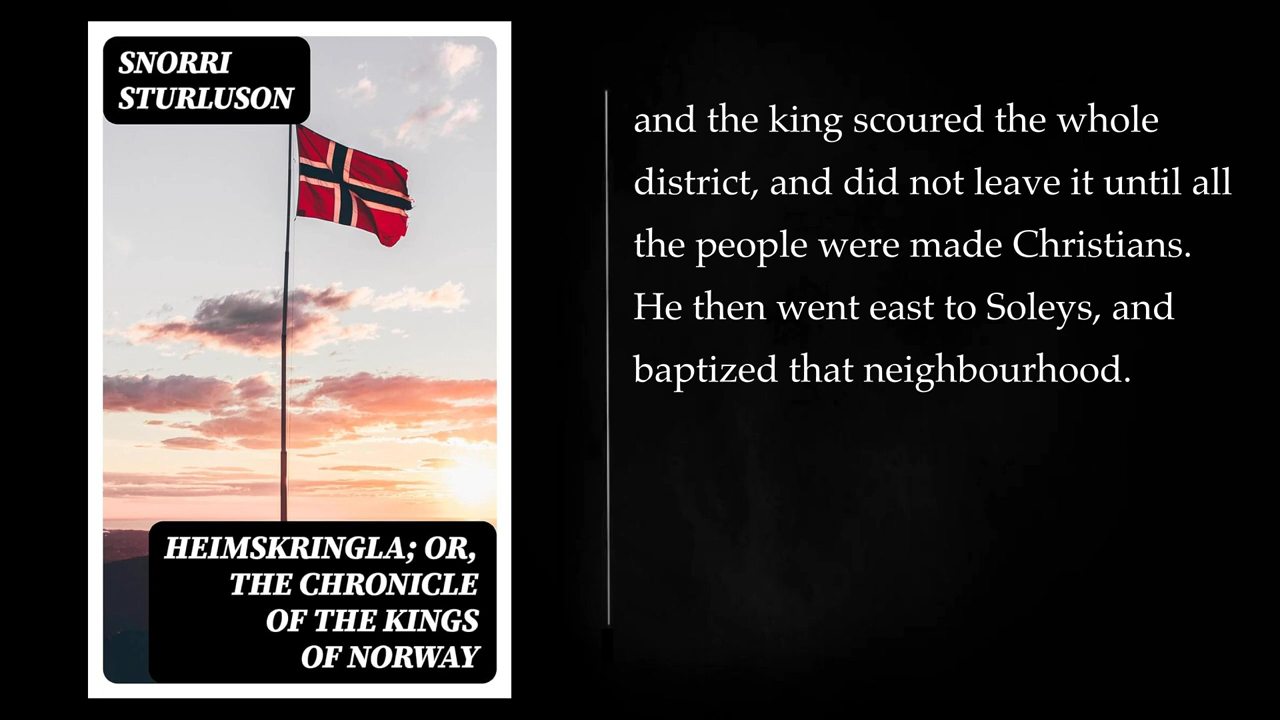 SNORRI
STURLUSON
HEIMSKRINGLA; OR,
THE CHRONICLE
OF THE KINGS
OF NORWAY
and the king scoured the whole
district, and did not leave it until all
the people were made Christians.
He then went east to Soleys, and
baptized that neighbourhood.